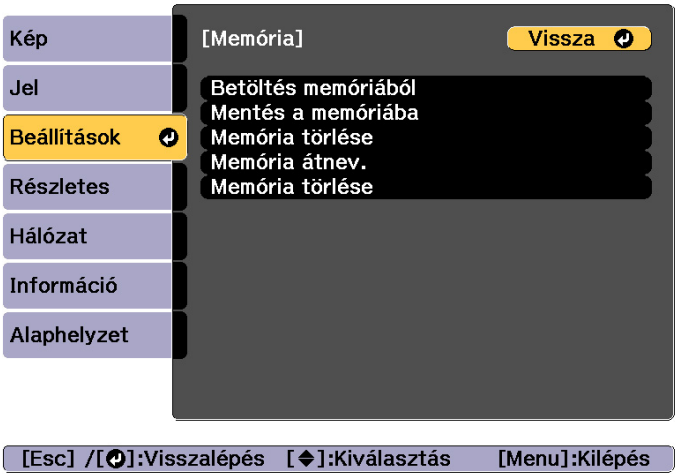 Kép
Jel
Beállítások
Részletes
Hálózat
Információ
Alaphelyzet
[Memória]
Vissza
Betöltés memóriából
Mentés a memóriába
Memória törlése
Memória átnev.
Memória törlése
[Esc] /[↵]:Visszalépés [◆]:Kiválasztás [Menu]:Kilépés